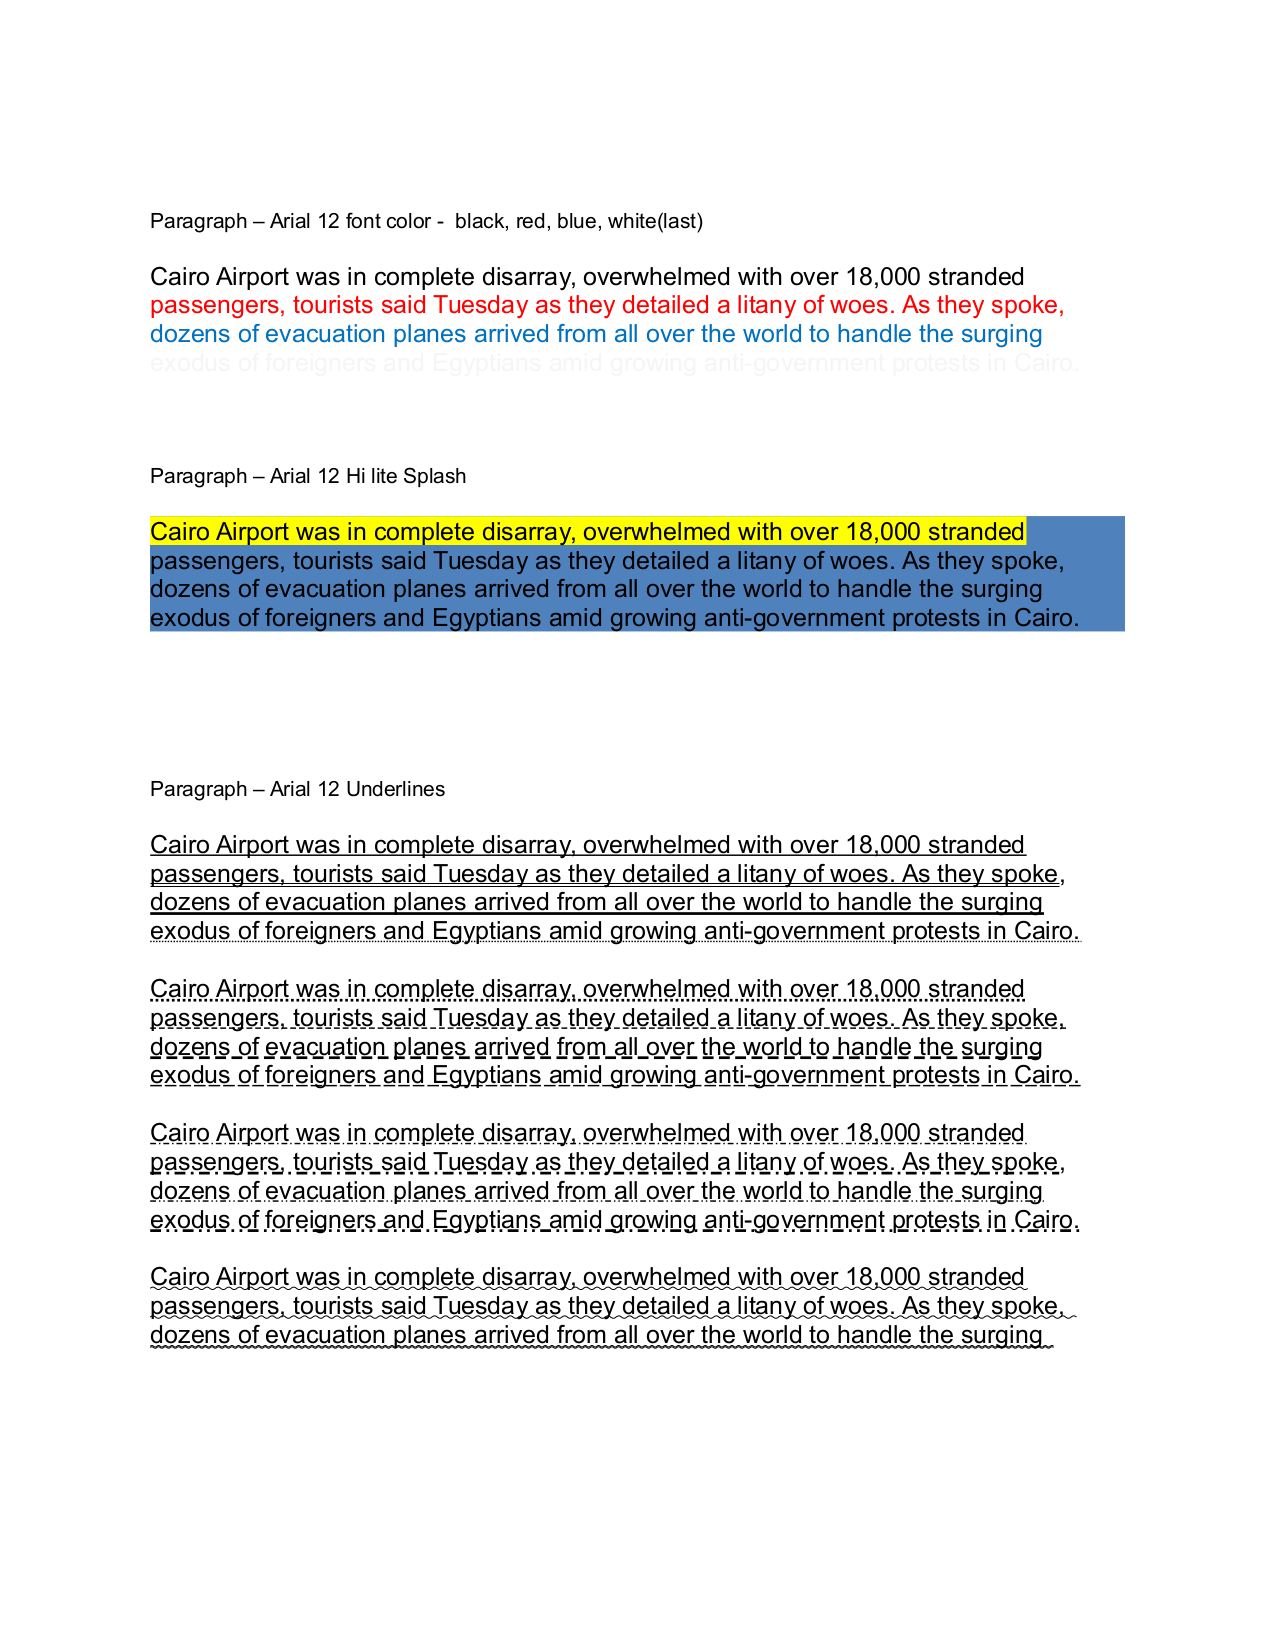 Paragraph – Arial 12 font color -  black, red, blue, white(last)
Cairo Airport was in complete disarray, overwhelmed with over 18,000 stranded
passengers, tourists said Tuesday as they detailed a litany of woes. As they spoke,
dozens of evacuation planes arrived from all over the world to handle the surging
exodus of foreigners and Egyptians amid growing anti-government protests in Cairo.
Paragraph – Arial 12 Hi lite Splash
Cairo Airport was in complete disarray, overwhelmed with over 18,000 stranded
passengers, tourists said Tuesday as they detailed a litany of woes. As they spoke,
dozens of evacuation planes arrived from all over the world to handle the surging
exodus of foreigners and Egyptians amid growing anti-government protests in Cairo.
Paragraph – Arial 12 Underlines
Cairo Airport was in complete disarray, overwhelmed with over 18,000 stranded
passengers, tourists said Tuesday as they detailed a litany of woes. As they spoke,
dozens of evacuation planes arrived from all over the world to handle the surging
exodus of foreigners and Egyptians amid growing anti-government protests in Cairo.
Cairo Airport was in complete disarray, overwhelmed with over 18,000 stranded
passengers, tourists said Tuesday as they detailed a litany of woes. As they spoke,
dozens of evacuation planes arrived from all over the world to handle the surging
exodus of foreigners and Egyptians amid growing anti-government protests in Cairo.
Cairo Airport was in complete disarray, overwhelmed with over 18,000 stranded
passengers, tourists said Tuesday as they detailed a litany of woes. As they spoke,
dozens of evacuation planes arrived from all over the world to handle the surging
exodus of foreigners and Egyptians amid growing anti-government protests in Cairo.
Cairo Airport was in complete disarray, overwhelmed with over 18,000 stranded
passengers, tourists said Tuesday as they detailed a litany of woes. As they spoke,
dozens of evacuation planes arrived from all over the world to handle the surging